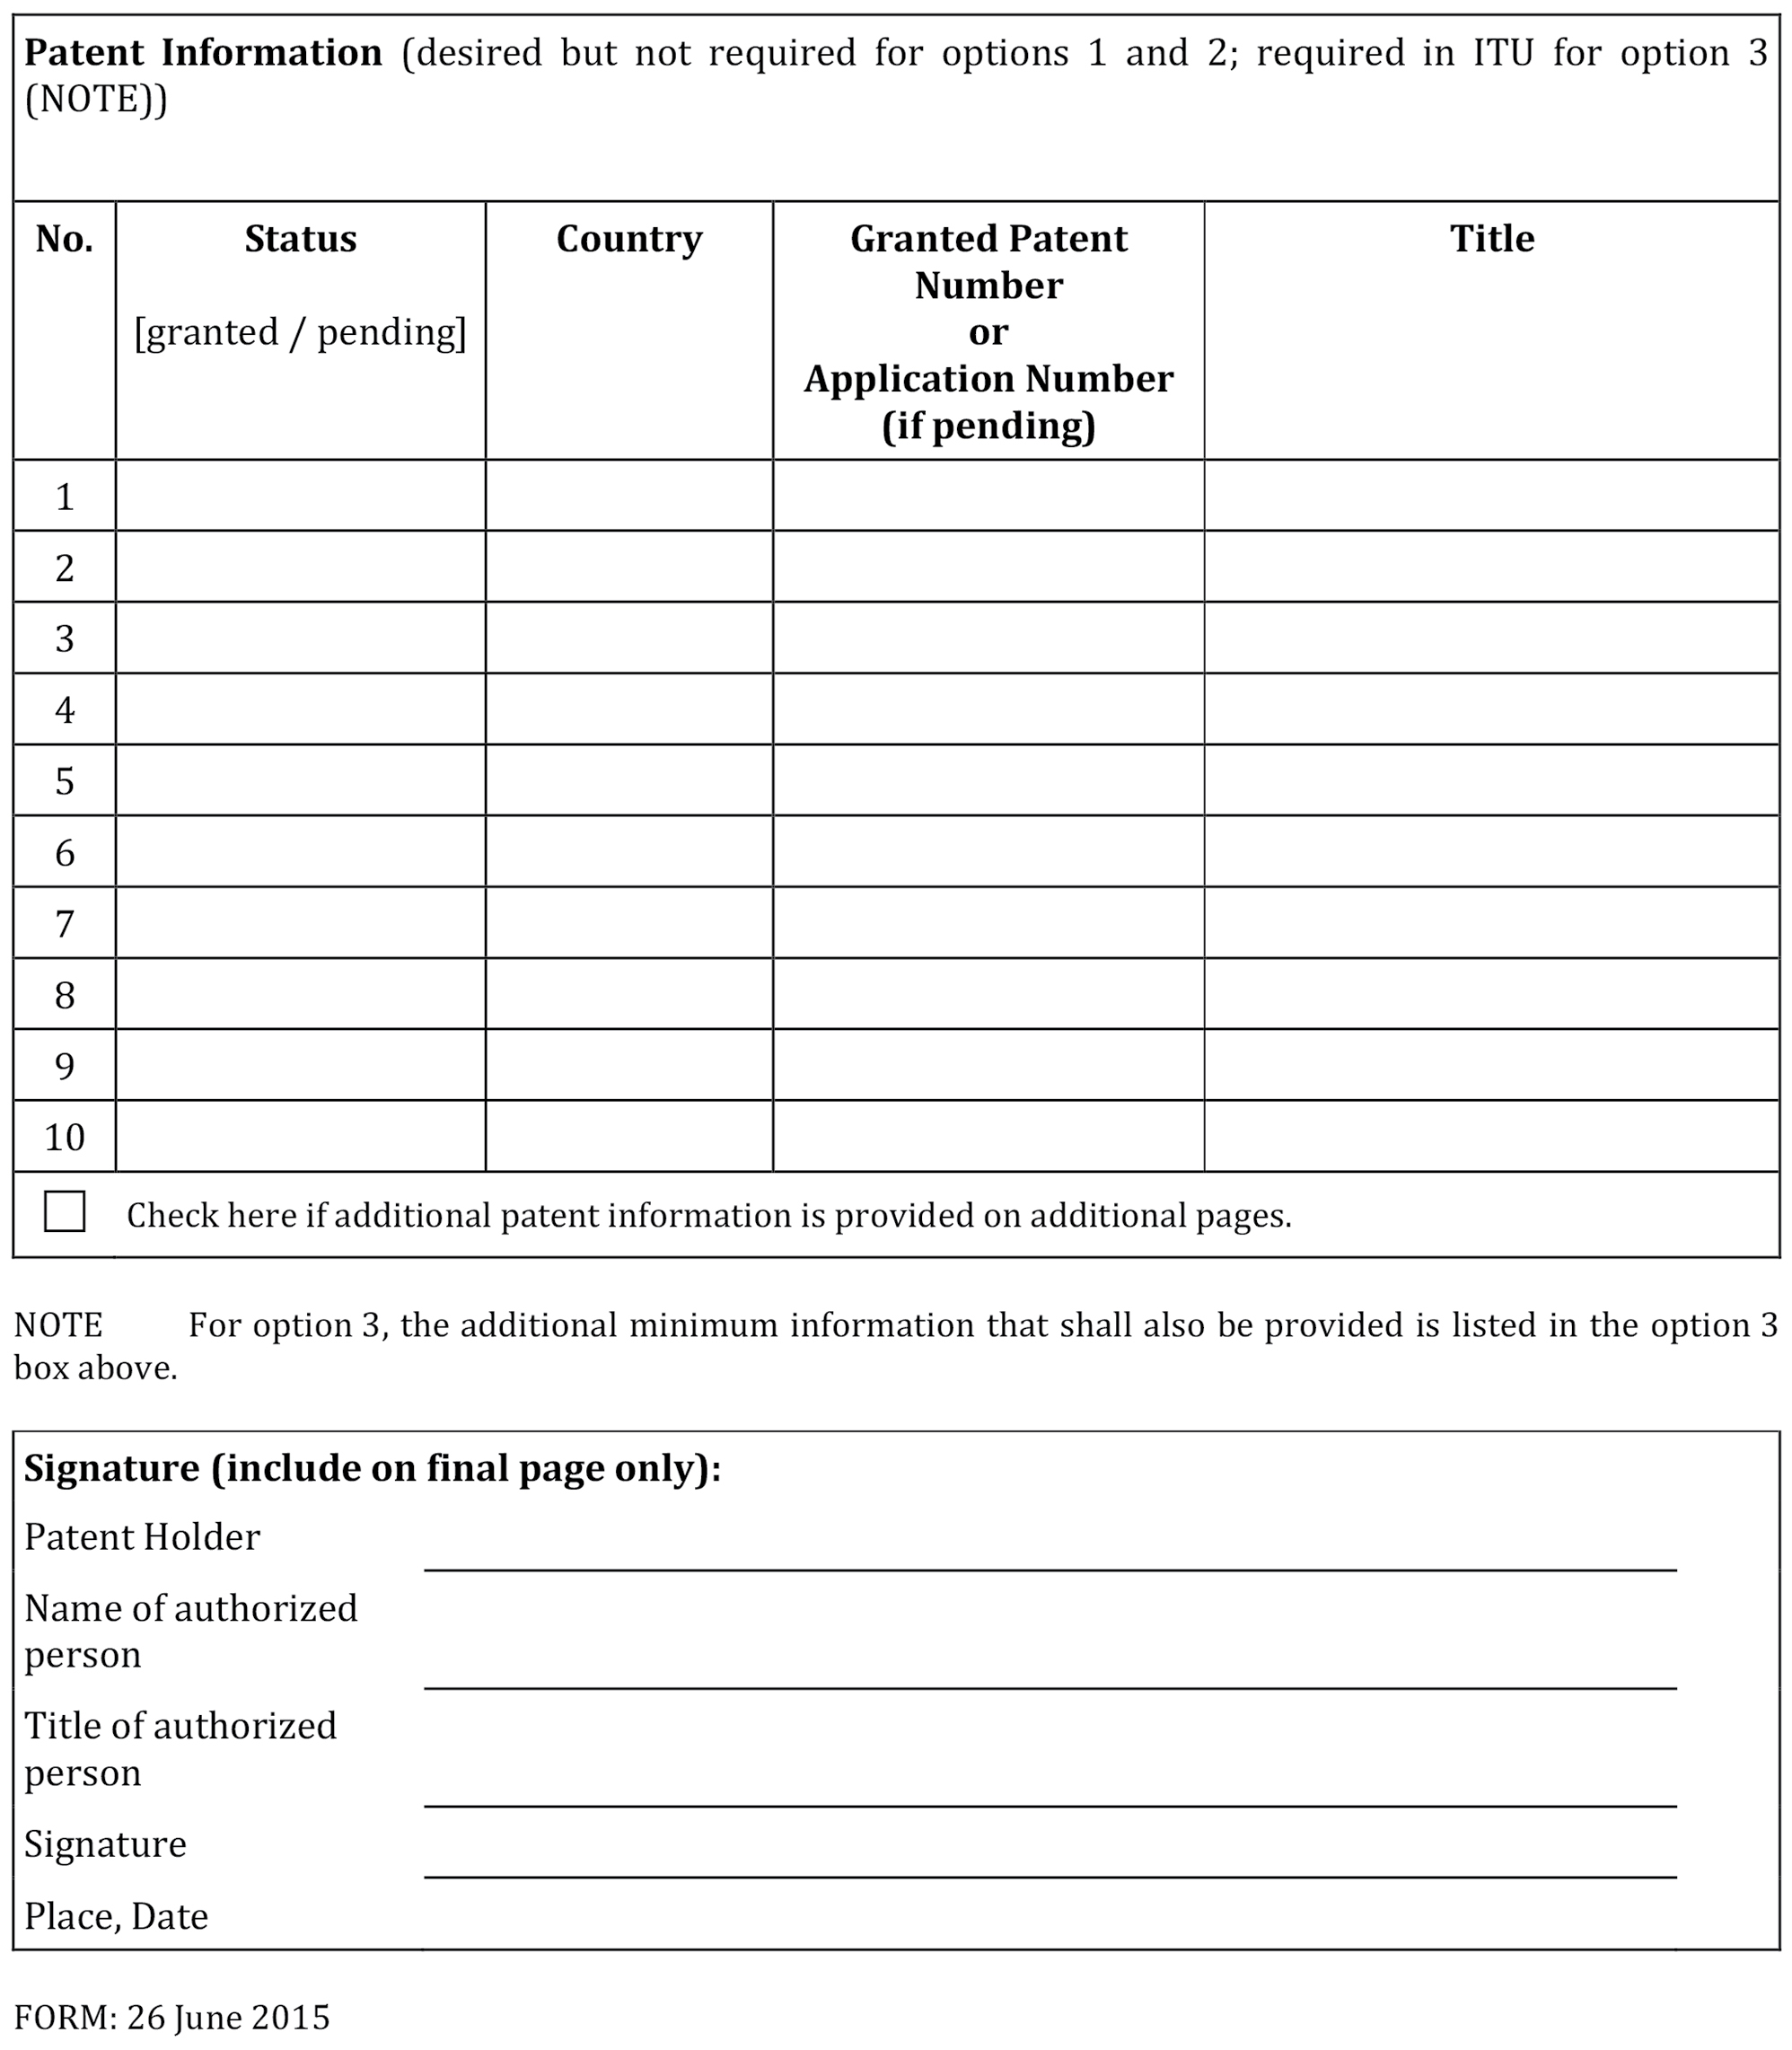 Patent Information (desired but not required for options 1 and 2; required in ITU for option 3
(NOTE))
No.
Status
[granted / pending]
Country
Granted Patent
Number
or
Application Number
(if pending)
Title
1
2
3
4
5
6
7
8
9
10
Check here if additional patent information is provided on additional pages.
NOTE For option 3, the additional minimum information that shall also be provided is listed in the option 3
box above.
Signature (include on final page only):
Patent Holder
Name of authorized
person
Title of authorized
person
Signature
Place, Date
FORM: 26 June 2015